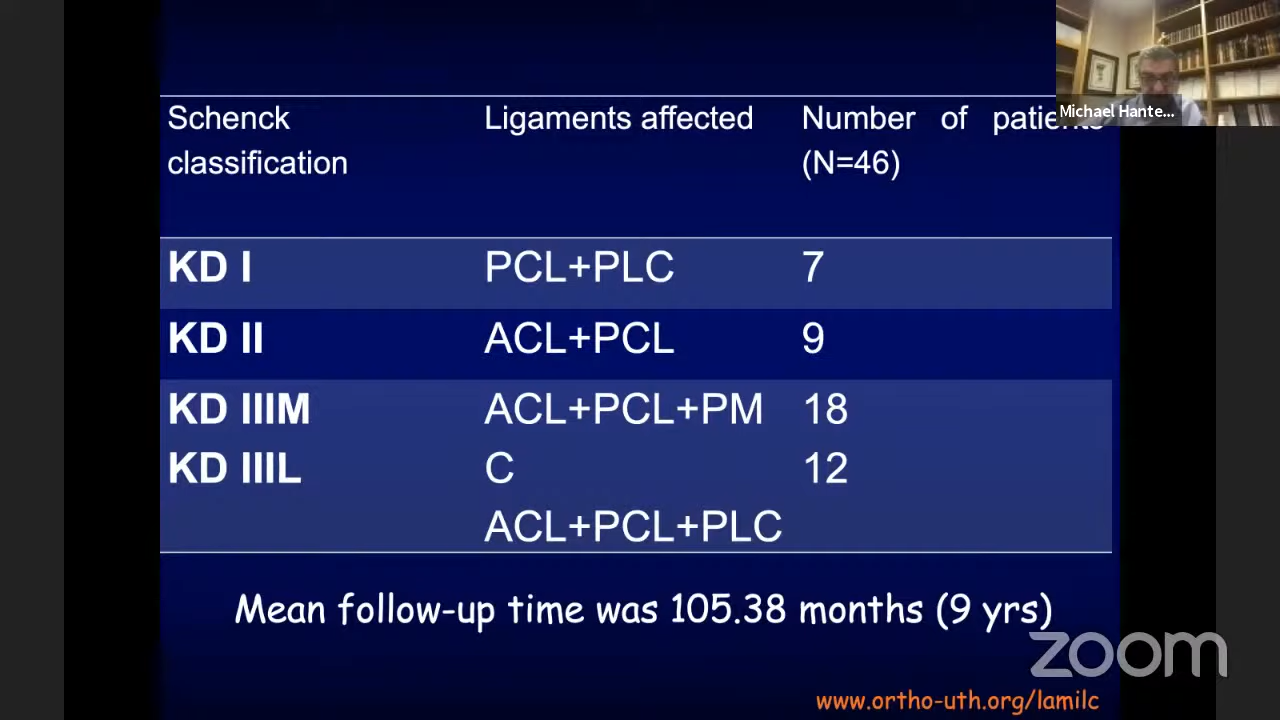 Schenck Ligaments affected Number of patients
classification (N=46)
KD I PCL+PLC 7
KD II ACL+PCL 9
KD IIIM ACL+PCL+PM 18
KD IIIL C 12
ACL+PCL+PLC
Mean follow-up time was 105.38 months (9 yrs)
www.ortho-uth.org/lamilc
Michael Hante...
zoom